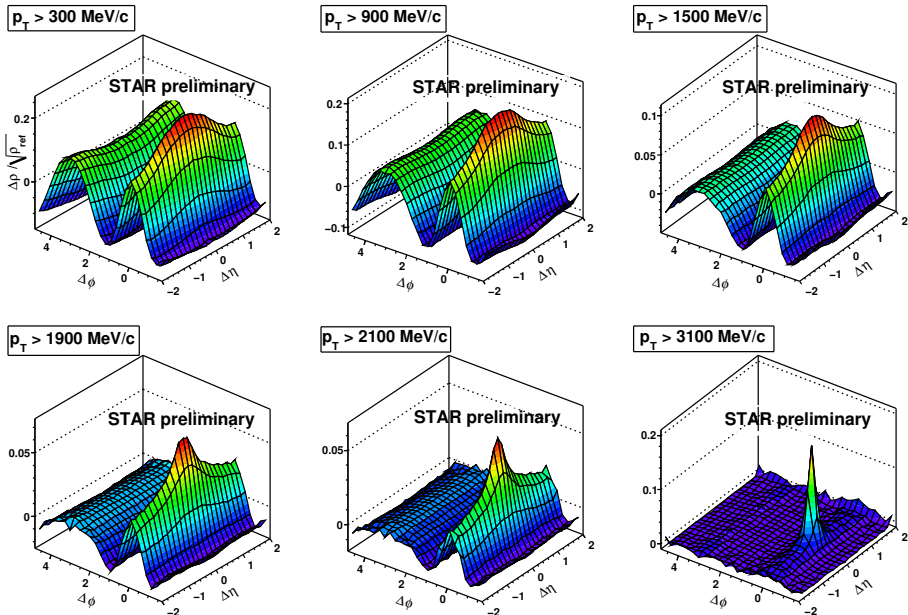 p_T > 300 MeV/c
p_T > 900 MeV/c
p_T > 1500 MeV/c
STAR preliminary
STAR preliminary
STAR preliminary
Δρ/√ρ_ref
0.2
0
4
2
0
Δφ
−2
−1
0
1
2
Δη
0.2
0.1
0
−0.1
4
2
0
Δφ
−2
−1
0
1
2
Δη
0.1
0.05
0
4
2
0
Δφ
−2
−1
0
1
2
Δη
p_T > 1900 MeV/c
p_T > 2100 MeV/c
p_T > 3100 MeV/c
STAR preliminary
STAR preliminary
STAR preliminary
0.05
0
4
2
0
Δφ
−2
−1
0
1
2
Δη
0.05
0
4
2
0
Δφ
−2
−1
0
1
2
Δη
0.2
0.1
0
4
2
0
Δφ
−2
−1
0
1
2
Δη